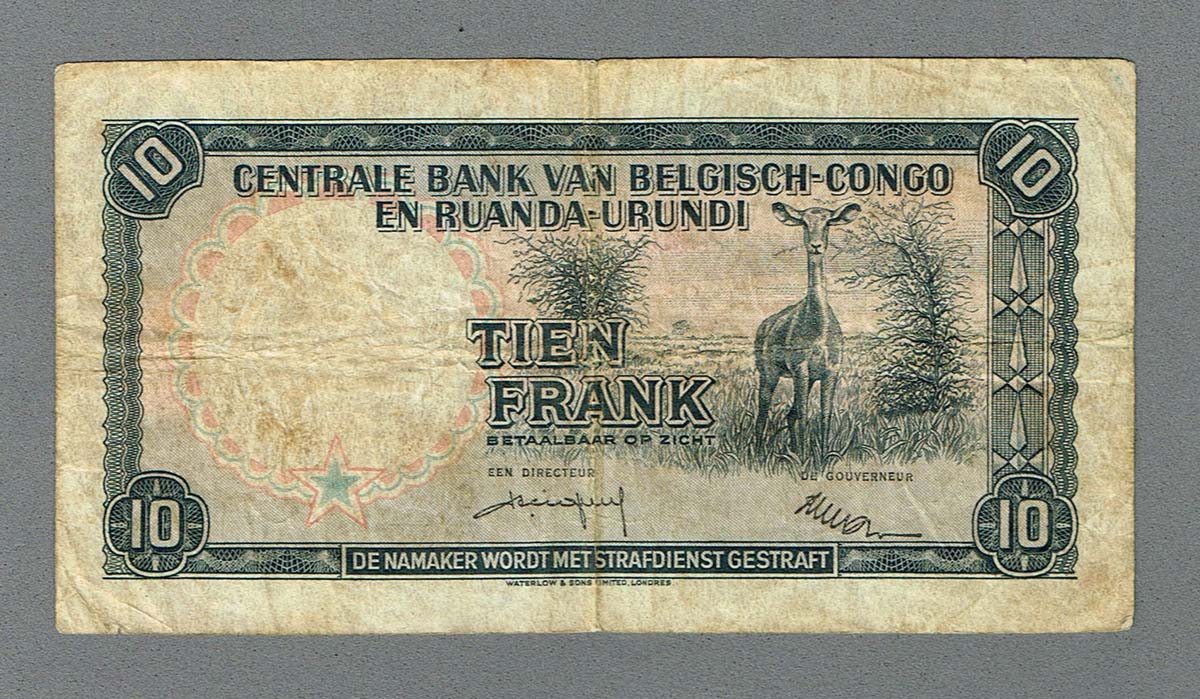 10
10
CENTRALE BANK VAN BELGISCH-CONGO
EN RUANDA-URUNDI
TIEN
FRANK
BETAALBAAR OP ZICHT
EEN DIRECTEUR
DE GOUVERNEUR
10
10
DE NAMAKER WORDT MET STRAFDIENST GESTRAFT
WATERLOW & SONS LIMITED, LONDRES